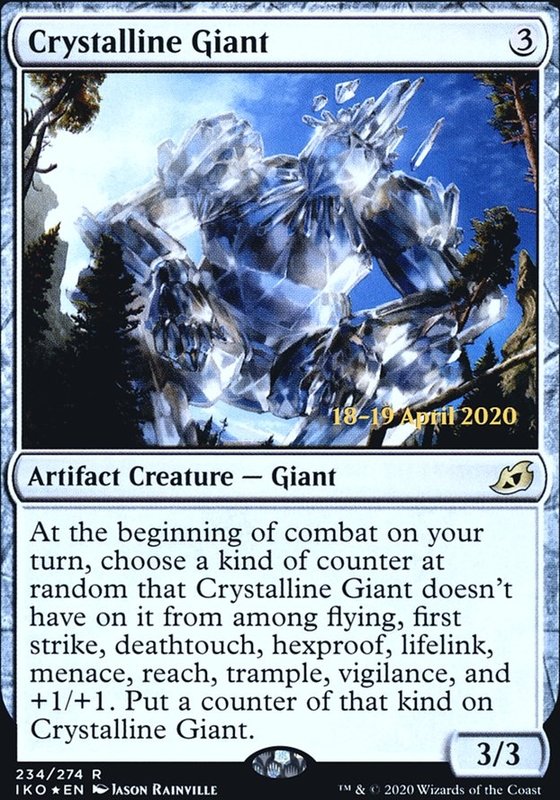 Crystalline Giant 3
18–19 April 2020
Artifact Creature — Giant
At the beginning of combat on your
turn, choose a kind of counter at
random that Crystalline Giant doesn't
have on it from among flying, first
strike, deathtouch, hexproof, lifelink,
menace, reach, trample, vigilance, and
+1/+1. Put a counter of that kind on
Crystalline Giant.
3/3
234/274 R
IKO ★ EN Jason Rainville
™ & © 2020 Wizards of the Coast